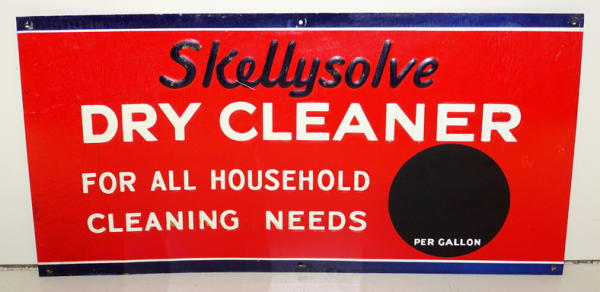 Skellysolve
DRY CLEANER
FOR ALL HOUSEHOLD
CLEANING NEEDS
PER GALLON